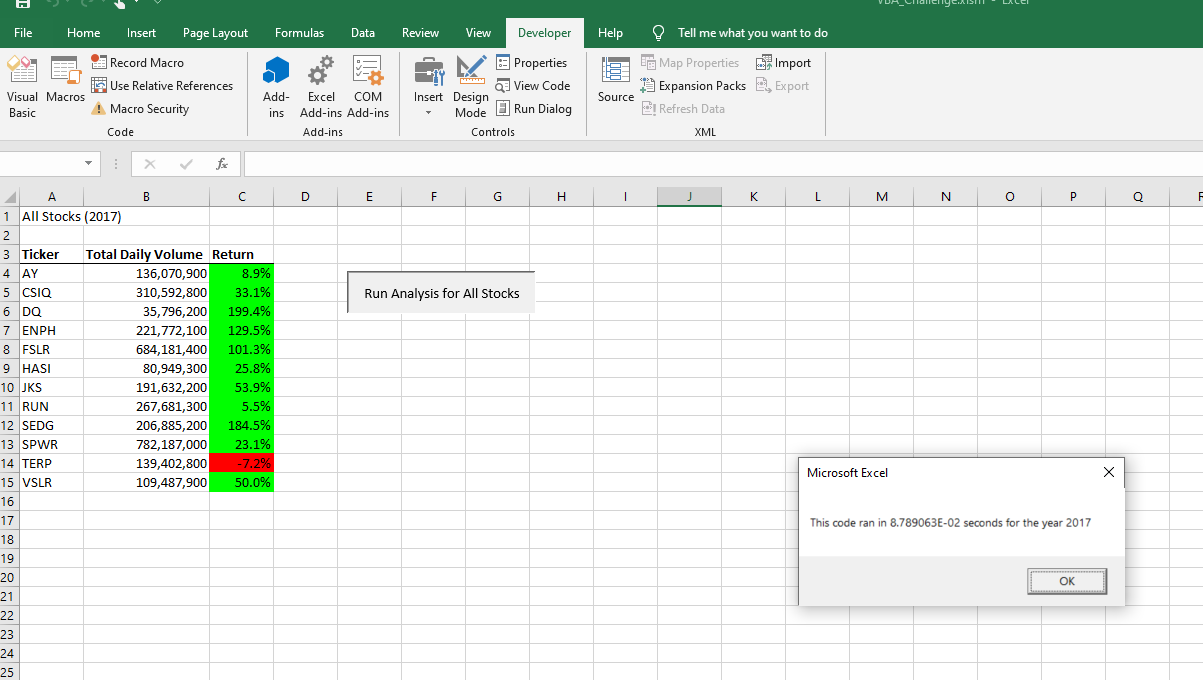 VBA_Challenge.xlsm - Excel
File Home Insert Page Layout Formulas Data Review View Developer Help Tell me what you want to do
Record Macro Properties Map Properties Import
Use Relative References View Code Expansion Packs Export
Visual Basic Macros Macro Security Add-ins Excel Add-ins COM Add-ins Insert Design Mode Run Dialog Source Refresh Data
Code Add-ins Controls XML
fx
A B C D E F G H I J K L M N O P Q
1 All Stocks (2017)
2
3 Ticker Total Daily Volume Return
4 AY 136,070,900 8.9%
5 CSIQ 310,592,800 33.1%
6 DQ 35,796,200 199.4%
7 ENPH 221,772,100 129.5%
8 FSLR 684,181,400 101.3%
9 HASI 80,949,300 25.8%
10 JKS 191,632,200 53.9%
11 RUN 267,681,300 5.5%
12 SEDG 206,885,200 184.5%
13 SPWR 782,187,000 23.1%
14 TERP 139,402,800 -7.2%
15 VSLR 109,487,900 50.0%
16
17
18
19
20
21
22
23
24
25
Run Analysis for All Stocks
Microsoft Excel
This code ran in 8.789063E-02 seconds for the year 2017
OK